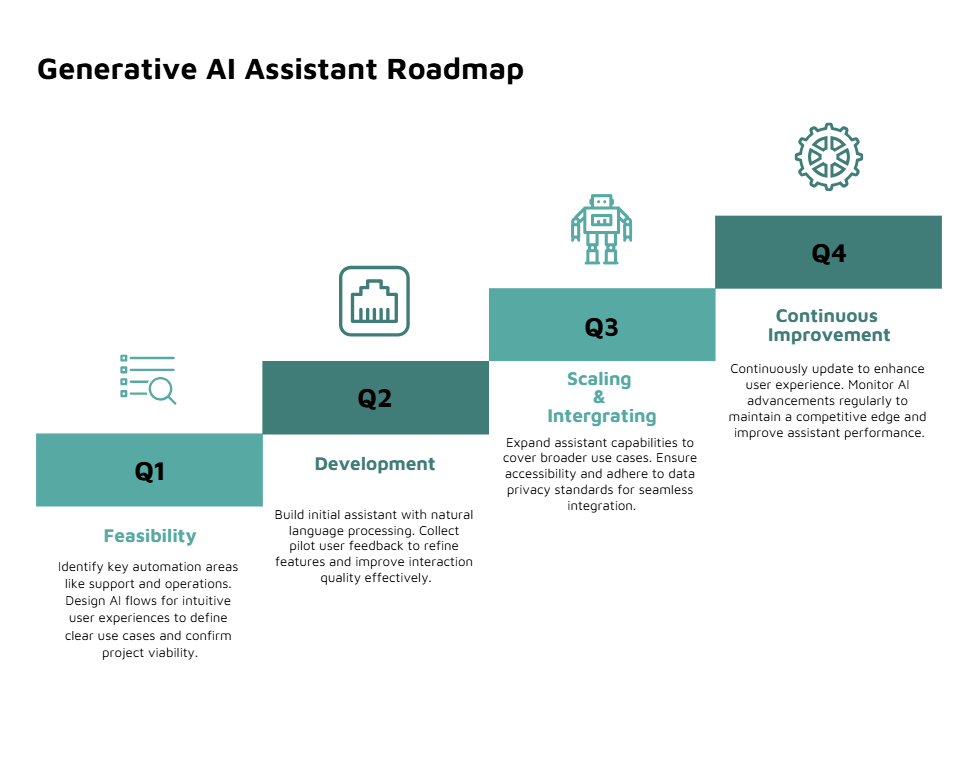 Generative AI Assistant Roadmap
Q1
Feasibility
Identify key automation areas
like support and operations.
Design AI flows for intuitive
user experiences to define
clear use cases and confirm
project viability.
Q2
Development
Build initial assistant with natural
language processing. Collect
pilot user feedback to refine
features and improve interaction
quality effectively.
Q3
Scaling
&
Intergrating
Expand assistant capabilities to
cover broader use cases. Ensure
accessibility and adhere to data
privacy standards for seamless
integration.
Q4
Continuous
Improvement
Continuously update to enhance
user experience. Monitor AI
advancements regularly to
maintain a competitive edge and
improve assistant performance.